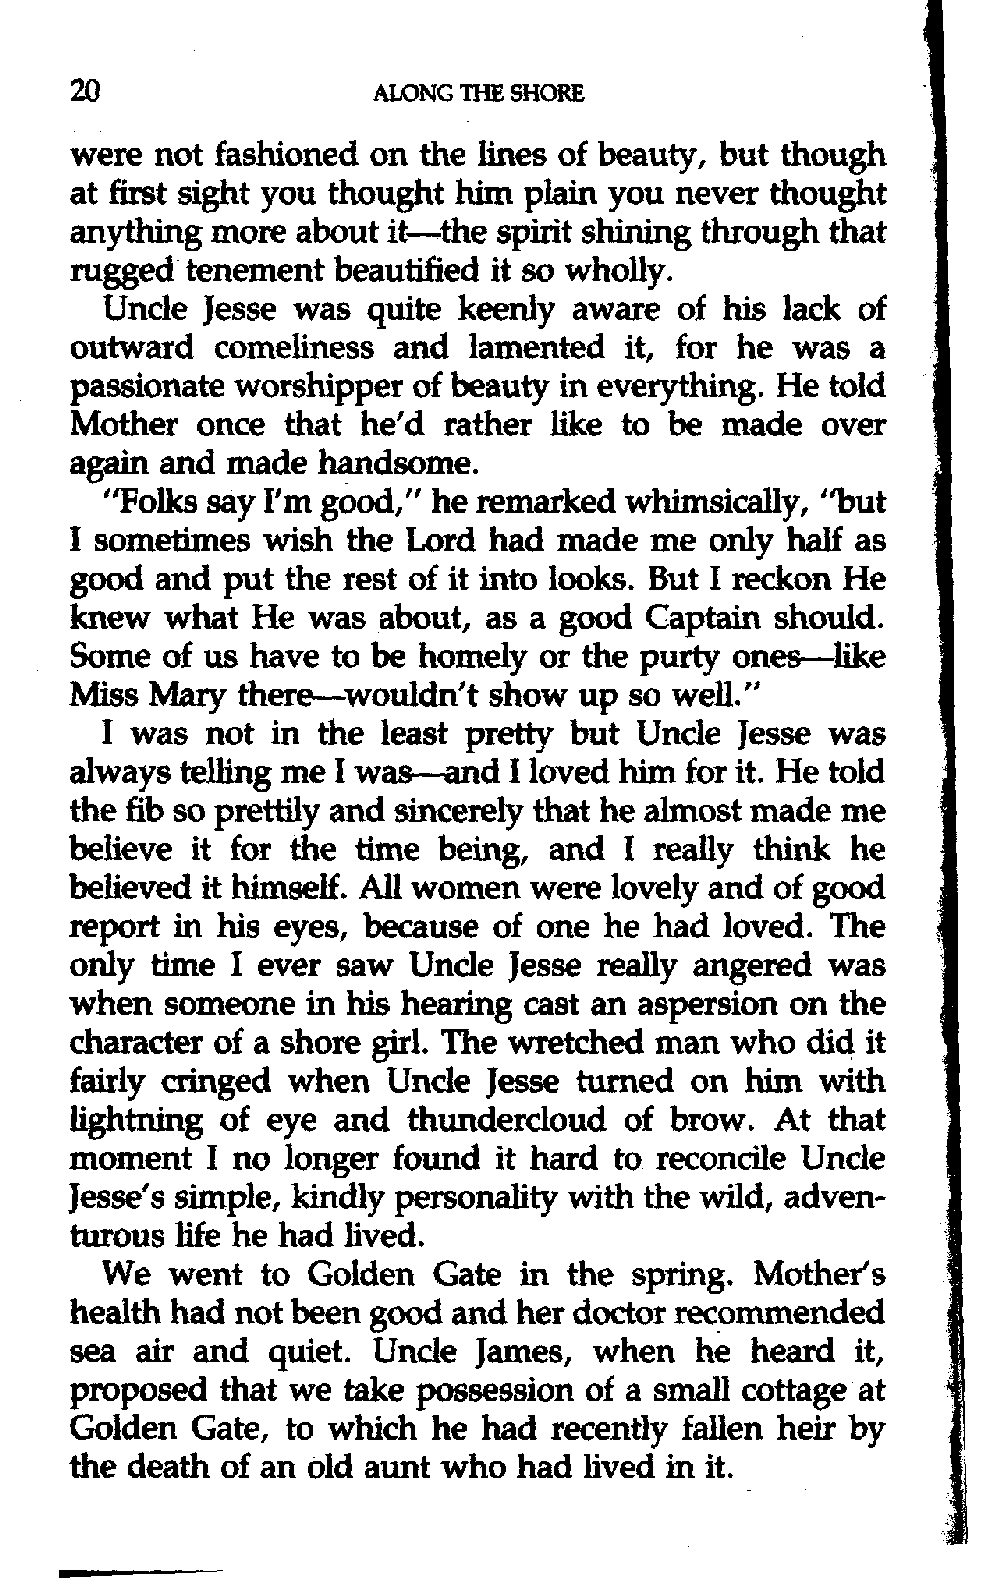 20 ALONG THE SHORE
were not fashioned on the lines of beauty, but though
at first sight you thought him plain you never thought
anything more about it—the spirit shining through that
rugged tenement beautified it so wholly.
Uncle Jesse was quite keenly aware of his lack of
outward comeliness and lamented it, for he was a
passionate worshipper of beauty in everything. He told
Mother once that he'd rather like to be made over
again and made handsome.
"Folks say I'm good," he remarked whimsically, "but
I sometimes wish the Lord had made me only half as
good and put the rest of it into looks. But I reckon He
knew what He was about, as a good Captain should.
Some of us have to be homely or the purty ones—like
Miss Mary there—wouldn't show up so well."
I was not in the least pretty but Uncle Jesse was
always telling me I was—and I loved him for it. He told
the fib so prettily and sincerely that he almost made me
believe it for the time being, and I really think he
believed it himself. All women were lovely and of good
report in his eyes, because of one he had loved. The
only time I ever saw Uncle Jesse really angered was
when someone in his hearing cast an aspersion on the
character of a shore girl. The wretched man who did it
fairly cringed when Uncle Jesse turned on him with
lightning of eye and thundercloud of brow. At that
moment I no longer found it hard to reconcile Uncle
Jesse's simple, kindly personality with the wild, adven-
turous life he had lived.
We went to Golden Gate in the spring. Mother's
health had not been good and her doctor recommended
sea air and quiet. Uncle James, when he heard it,
proposed that we take possession of a small cottage at
Golden Gate, to which he had recently fallen heir by
the death of an old aunt who had lived in it.